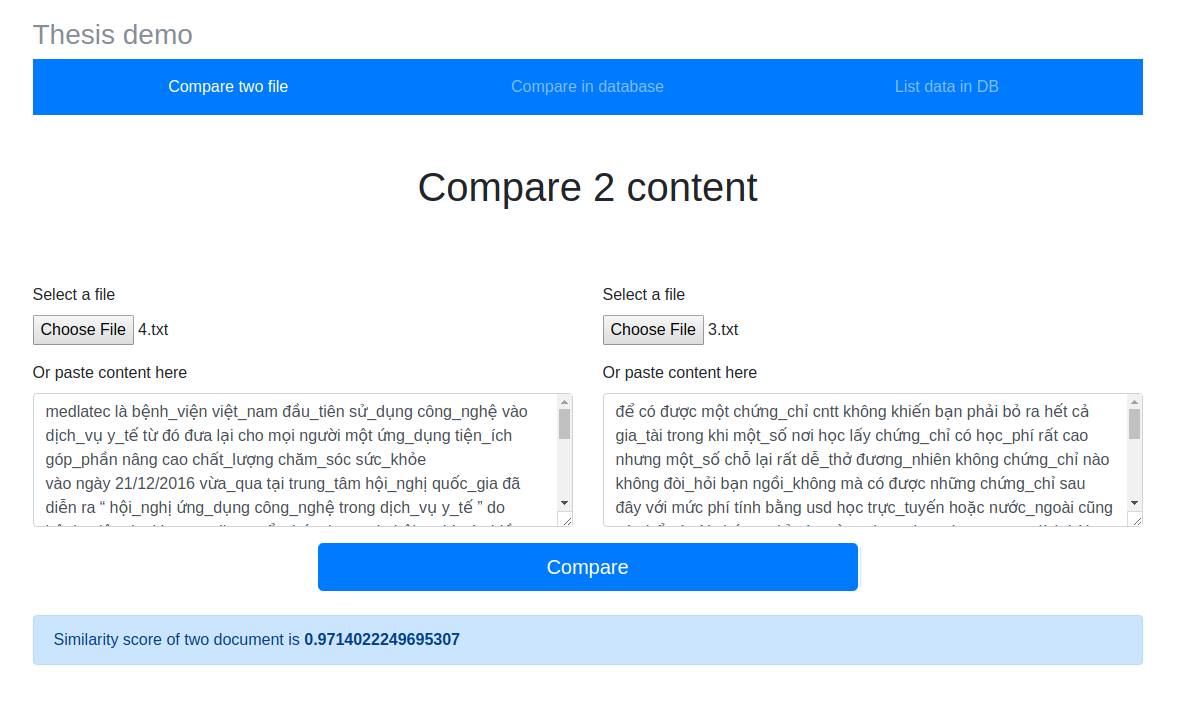 Thesis demo
Compare two file
Compare in database
List data in DB
Compare 2 content
Select a file
Choose File 4.txt
Or paste content here
medlatec là bệnh_viện việt_nam đầu_tiên sử_dụng công_nghệ vào
dịch_vụ y_tế từ đó đưa lại cho mọi người một ứng_dụng tiện_ích
góp_phần nâng cao chất_lượng chăm_sóc sức_khỏe
vào ngày 21/12/2016 vừa_qua tại trung_tâm hội_nghị quốc_gia đã
diễn ra “ hội_nghị ứng_dụng công_nghệ trong dịch_vụ y_tế ” do
Select a file
Choose File 3.txt
Or paste content here
để có được một chứng_chỉ cntt không khiến bạn phải bỏ ra hết cả
gia_tài trong khi một_số nơi học lấy chứng_chỉ có học_phí rất cao
nhưng một_số chỗ lại rất dễ_thở đương_nhiên không chứng_chỉ nào
không đòi_hỏi bạn ngồi_không mà có được những chứng_chỉ sau
đây với mức phí tính bằng usd học trực_tuyến hoặc nước_ngoài cũng
Compare
Similarity score of two document is 0.9714022249695307